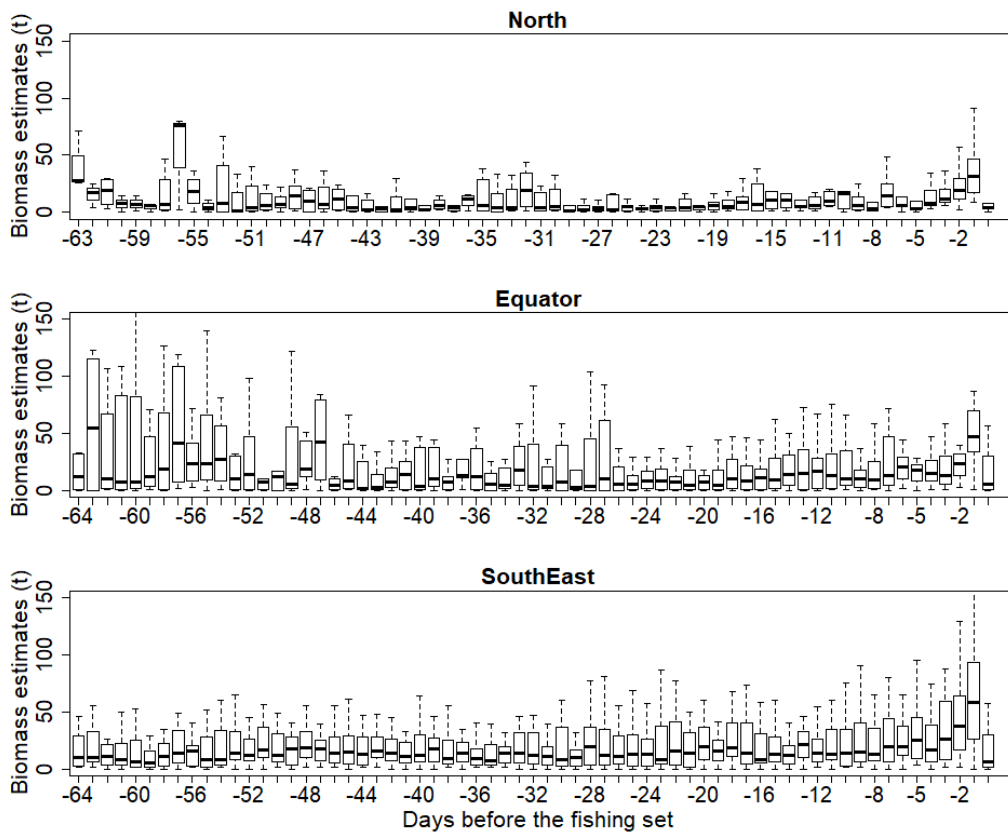 North
Biomass estimates (t)
150
100
50
0
-63 -59 -55 -51 -47 -43 -39 -35 -31 -26 -22 -19 -15 -11 -8 -5 -2
Equator
Biomass estimates (t)
150
100
50
0
-64 -60 -56 -52 -48 -44 -40 -36 -32 -28 -24 -20 -16 -12 -8 -5 -2
SouthEast
Biomass estimates (t)
150
100
50
0
-64 -60 -56 -52 -48 -44 -40 -36 -32 -28 -24 -20 -16 -12 -8 -5 -2
Days before the fishing set